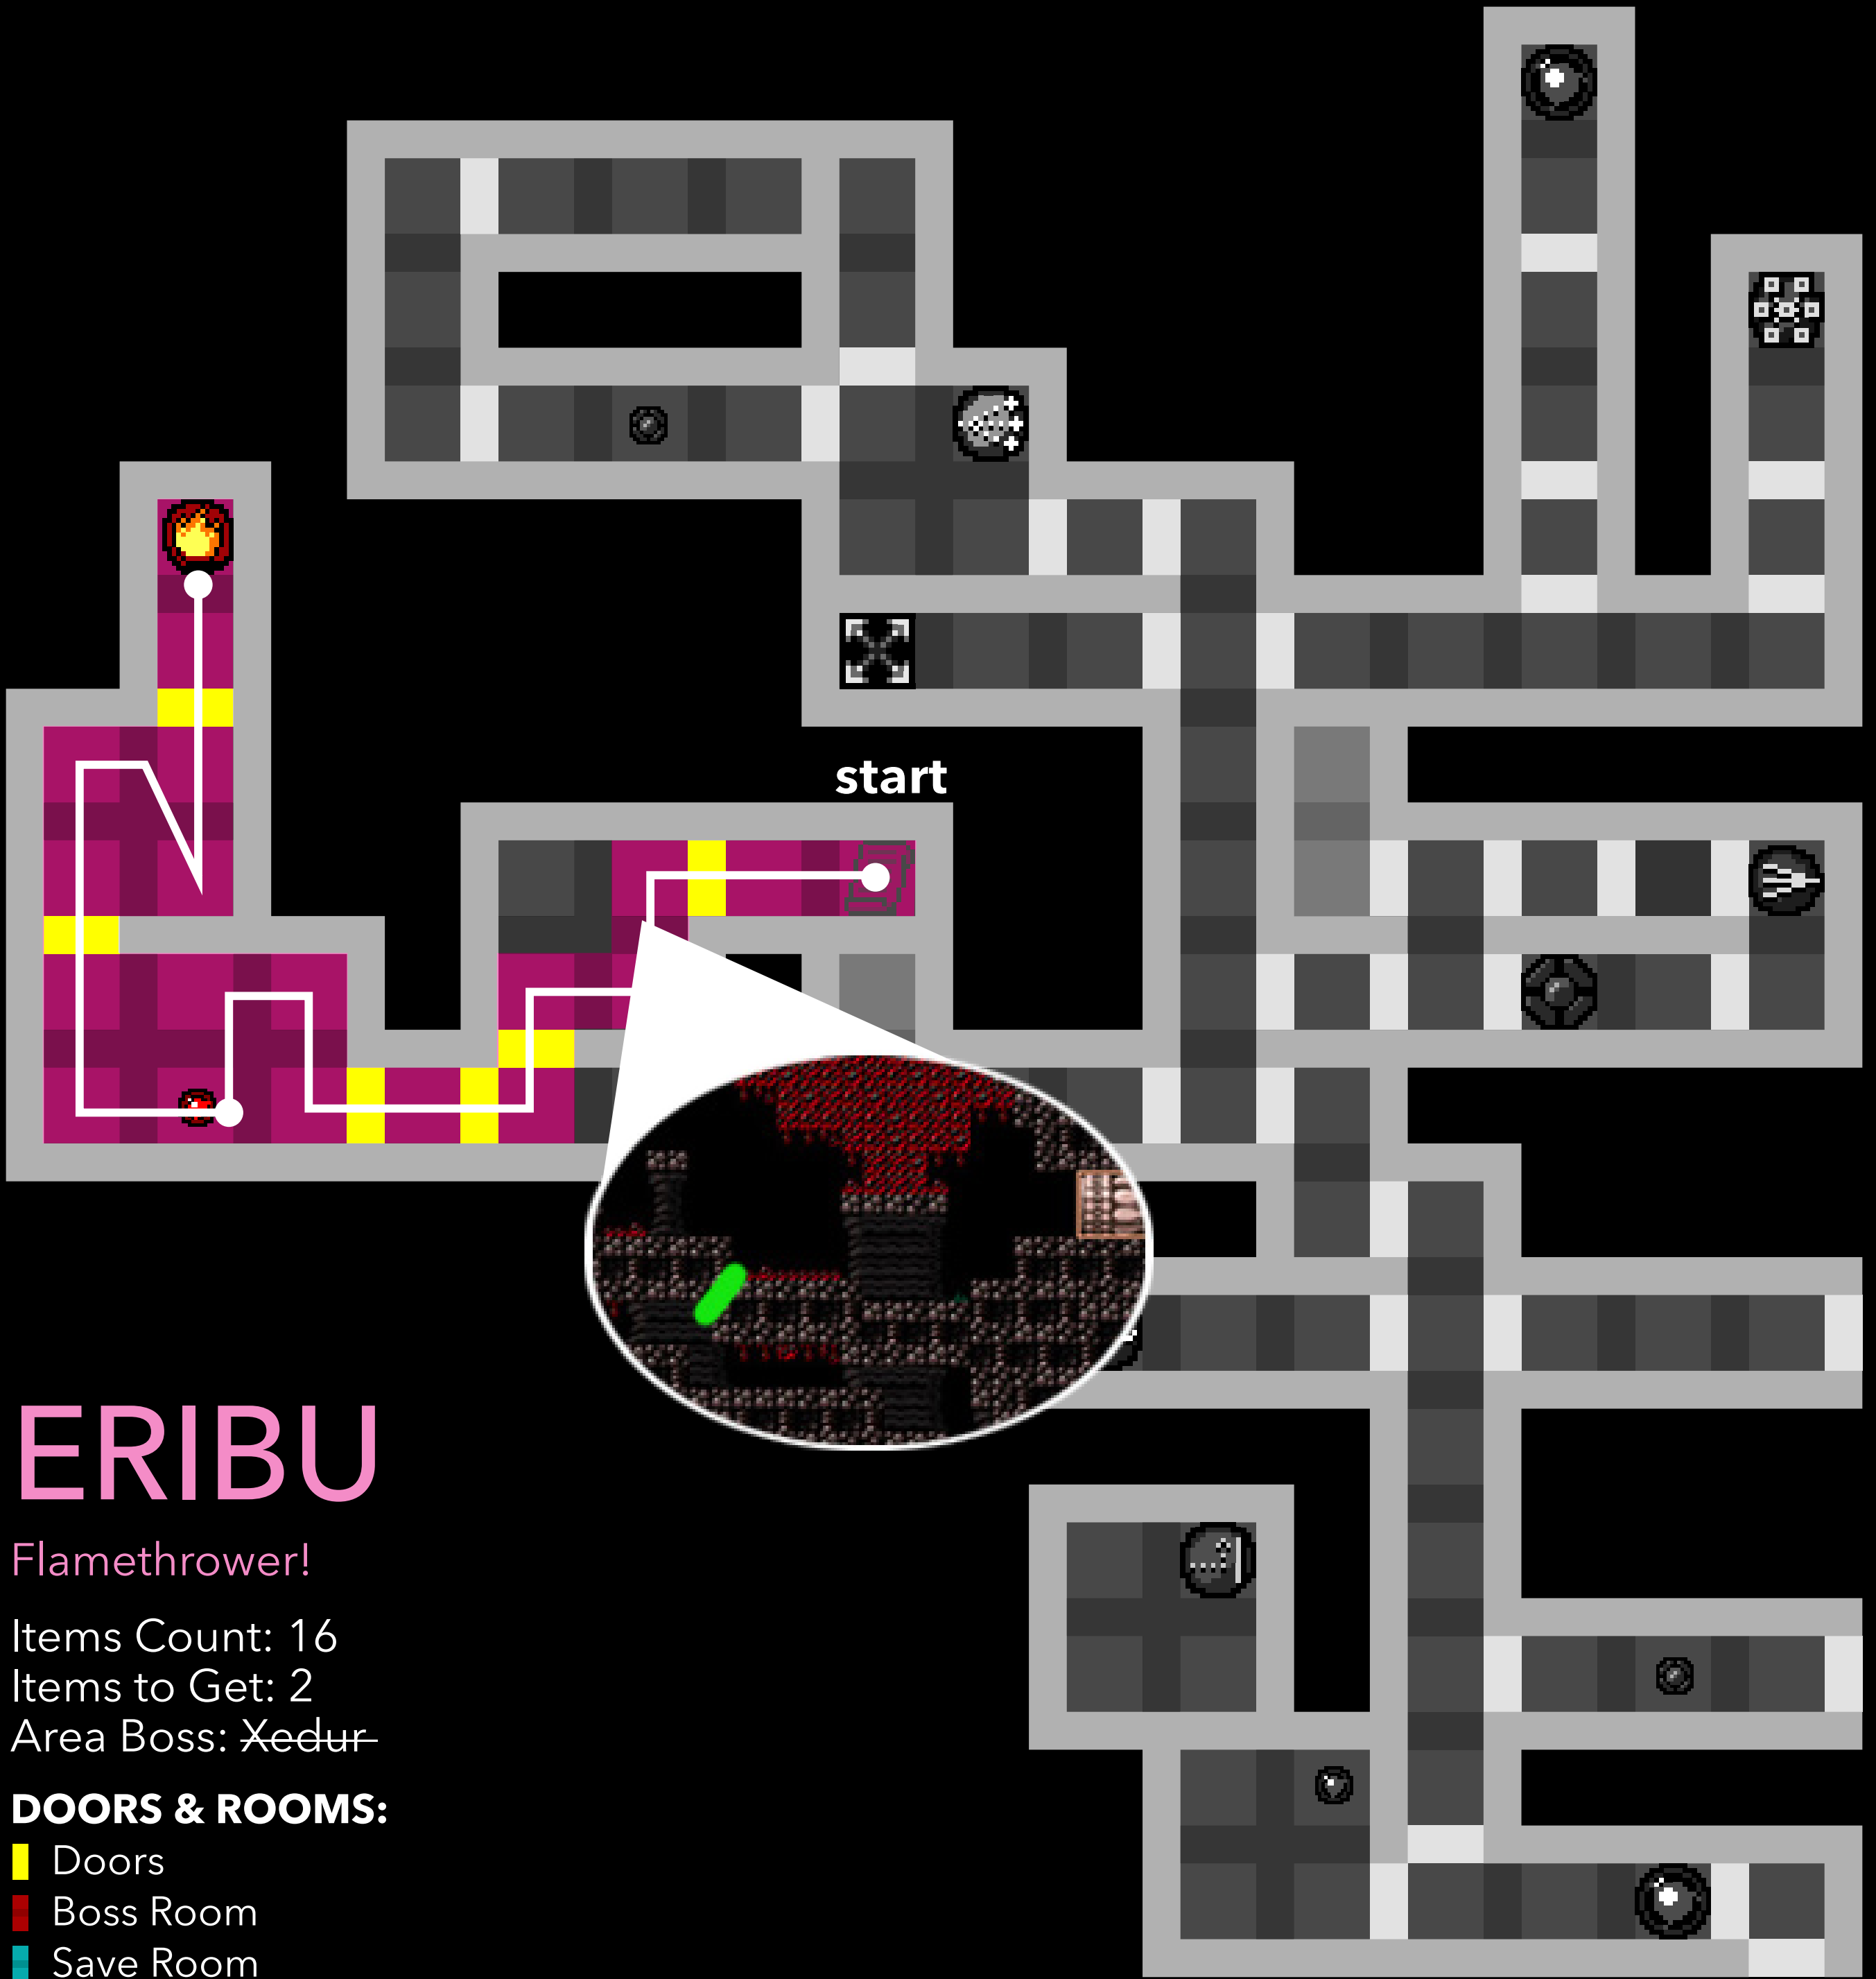 start
ERIBU
Flamethrower!
Items Count: 16
Items to Get: 2
Area Boss: Xedur
DOORS & ROOMS:
Doors
Boss Room
Save Room